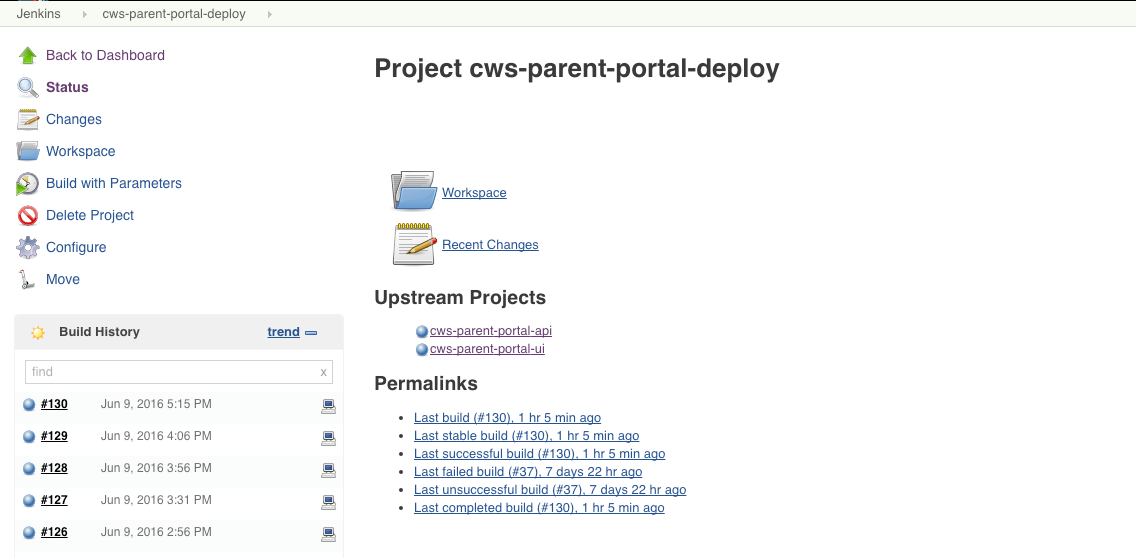 Jenkins cws-parent-portal-deploy
Back to Dashboard
Status
Changes
Workspace
Build with Parameters
Delete Project
Configure
Move
Build History trend
find x
#130 Jun 9, 2016 5:15 PM
#129 Jun 9, 2016 4:06 PM
#128 Jun 9, 2016 3:56 PM
#127 Jun 9, 2016 3:31 PM
#126 Jun 9, 2016 2:56 PM
Project cws-parent-portal-deploy
Workspace
Recent Changes
Upstream Projects
cws-parent-portal-api
cws-parent-portal-ui
Permalinks
Last build (#130), 1 hr 5 min ago
Last stable build (#130), 1 hr 5 min ago
Last successful build (#130), 1 hr 5 min ago
Last failed build (#37), 7 days 22 hr ago
Last unsuccessful build (#37), 7 days 22 hr ago
Last completed build (#130), 1 hr 5 min ago